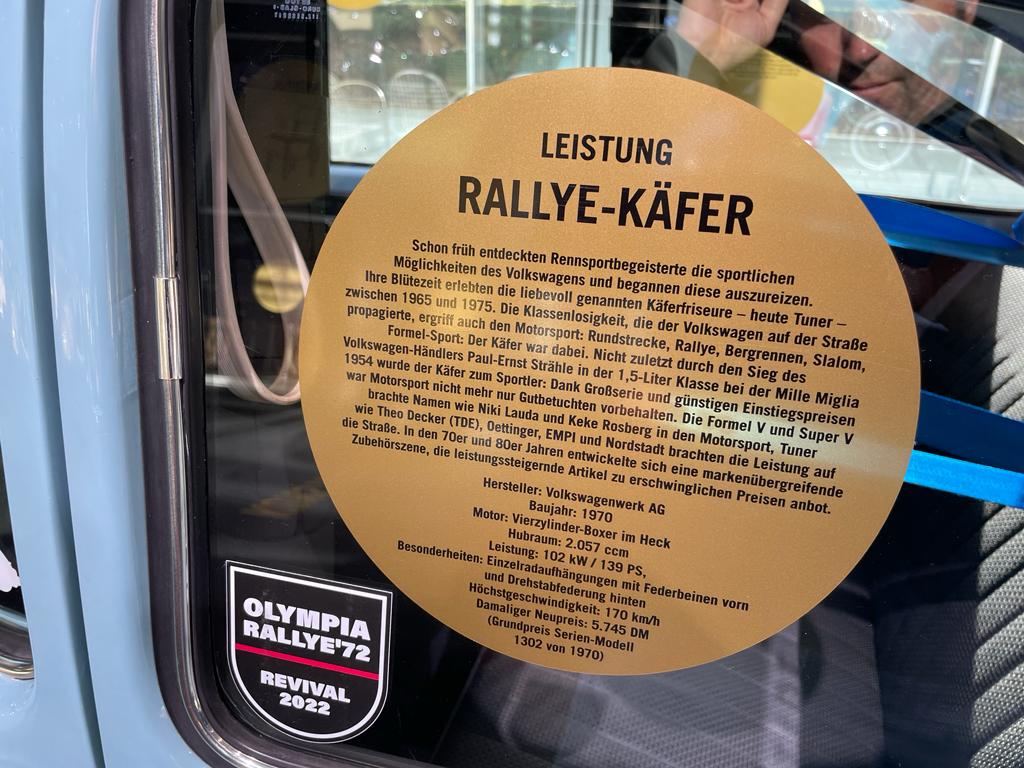 LEISTUNG
RALLYE-KÄFER
Schon früh entdeckten Rennsportbegeisterte die sportlichen
Möglichkeiten des Volkswagens und begannen diese auszureizen.
Ihre Blütezeit erlebten die liebevoll genannten Käferfriseure – heute Tuner –
zwischen 1965 und 1975. Die Klassenlosigkeit, die der Volkswagen auf der Straße
propagierte, ergriff auch den Motorsport: Rundstrecke, Rallye, Bergrennen, Slalom,
Formel-Sport: Der Käfer war dabei. Nicht zuletzt durch den Sieg des
Volkswagen-Händlers Paul-Ernst Strähle in der 1,5-Liter Klasse bei der Mille Miglia
1954 wurde der Käfer zum Sportler: Dank Großserie und günstigen Einstiegspreisen
war Motorsport nicht mehr nur Gutbetuchten vorbehalten. Die Formel V und Super V
brachte Namen wie Niki Lauda und Keke Rosberg in den Motorsport, Tuner
wie Theo Decker (TDE), Oettinger, EMPI und Nordstadt brachten die Leistung auf
die Straße. In den 70er und 80er Jahren entwickelte sich eine markenübergreifende
Zubehörszene, die leistungssteigernde Artikel zu erschwinglichen Preisen anbot.
Hersteller: Volkswagenwerk AG
Baujahr: 1970
Motor: Vierzylinder-Boxer im Heck
Hubraum: 2.057 ccm
Leistung: 102 kW / 139 PS,
Besonderheiten: Einzelradaufhängungen mit Federbeinen vorn
und Drehstabfederung hinten
Höchstgeschwindigkeit: 170 km/h
Damaliger Neupreis: 5.745 DM
(Grundpreis Serien-Modell
1302 von 1970)
OLYMPIA
RALLYE'72
REVIVAL
2022